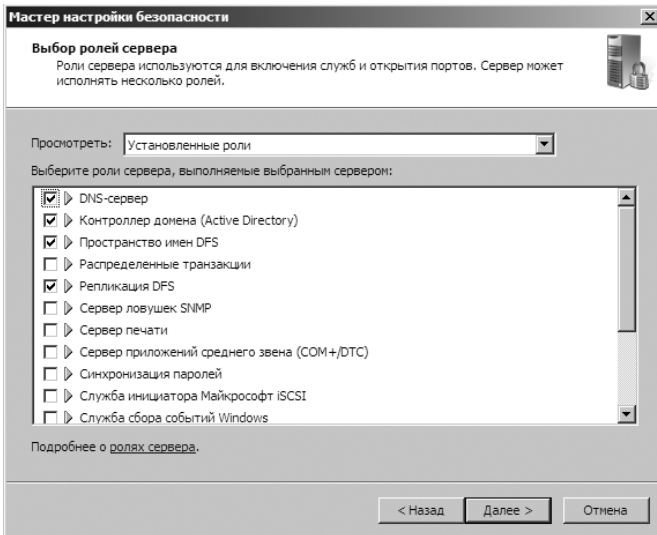 Мастер настройки безопасности
Выбор ролей сервера
Роли сервера используются для включения служб и открытия портов. Сервер может
исполнять несколько ролей.
Просмотреть: Установленные роли
Выберите роли сервера, выполняемые выбранным сервером:
DNS-сервер
Контроллер домена (Active Directory)
Пространство имен DFS
Распределенные транзакции
Репликация DFS
Сервер ловушек SNMP
Сервер печати
Сервер приложений среднего звена (COM+/DTC)
Синхронизация паролей
Служба инициатора Майкрософт iSCSI
Служба сбора событий Windows
Подробнее о ролях сервера.
< Назад Далее > Отмена